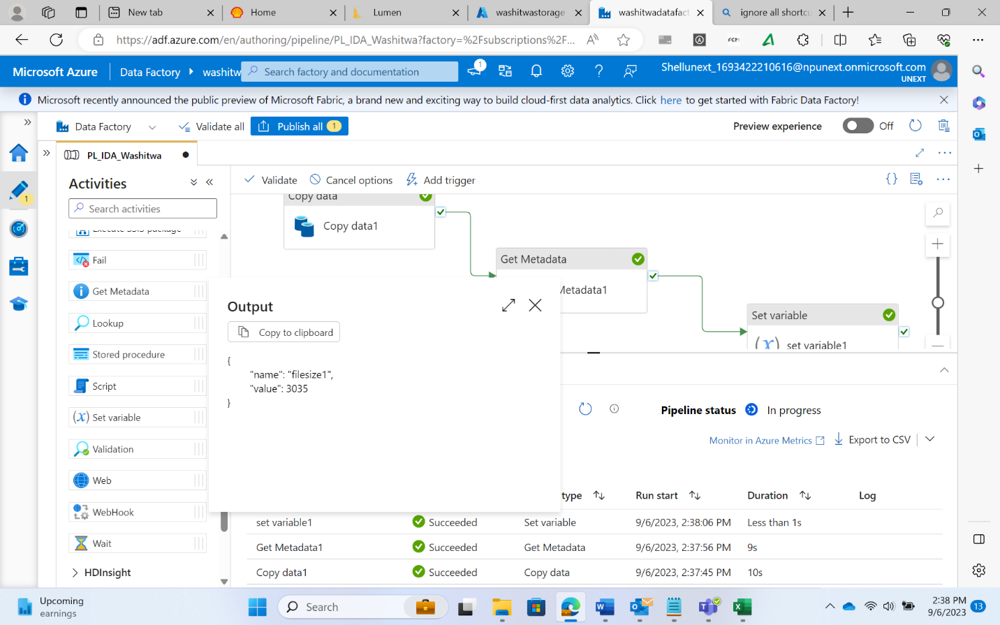 New tab
Home
Lumen
washitwastorage
washitwadatafact
ignore all shortcu
https://adf.azure.com/en/authoring/pipeline/PL_IDA_Washitwa?factory=%2Fsubscriptions%2F...
FCM
Microsoft Azure
Data Factory
washitw
Search factory and documentation
1
Shellunext_1693422210616@npunext.onmicrosoft.com
UNEXT
Microsoft recently announced the public preview of Microsoft Fabric, a brand new and exciting way to build cloud-first data analytics. Click here to get started with Fabric Data Factory!
Data Factory
Validate all
Publish all 1
Preview experience
Off
PL_IDA_Washitwa
1
Activities
Search activities
Validate
Cancel options
Add trigger
Execute SSIS package
Fail
Get Metadata
Lookup
Stored procedure
Script
Set variable
Validation
Web
WebHook
Wait
HDInsight
Copy data
Copy data1
Get Metadata
Metadata1
Set variable
(x) set variable1
Output
Copy to clipboard
{
"name": "filesize1",
"value": 3035
}
Pipeline status
In progress
Monitor in Azure Metrics
Export to CSV
type
Run start
Duration
Log
set variable1 Succeeded Set variable 9/6/2023, 2:38:06 PM Less than 1s
Get Metadata1 Succeeded Get Metadata 9/6/2023, 2:37:56 PM 9s
Copy data1 Succeeded Copy data 9/6/2023, 2:37:45 PM 10s
Upcoming
earnings
Search
2:38 PM
9/6/2023
13